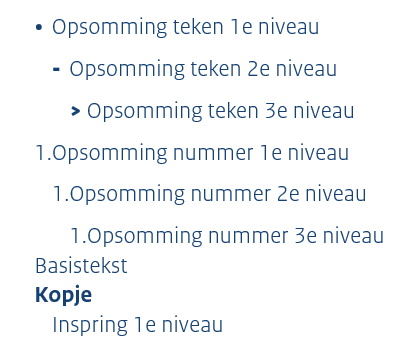 • Opsomming teken 1e niveau
- Opsomming teken 2e niveau
> Opsomming teken 3e niveau
1.Opsomming nummer 1e niveau
1.Opsomming nummer 2e niveau
1.Opsomming nummer 3e niveau
Basistekst
Kopje
Inspring 1e niveau